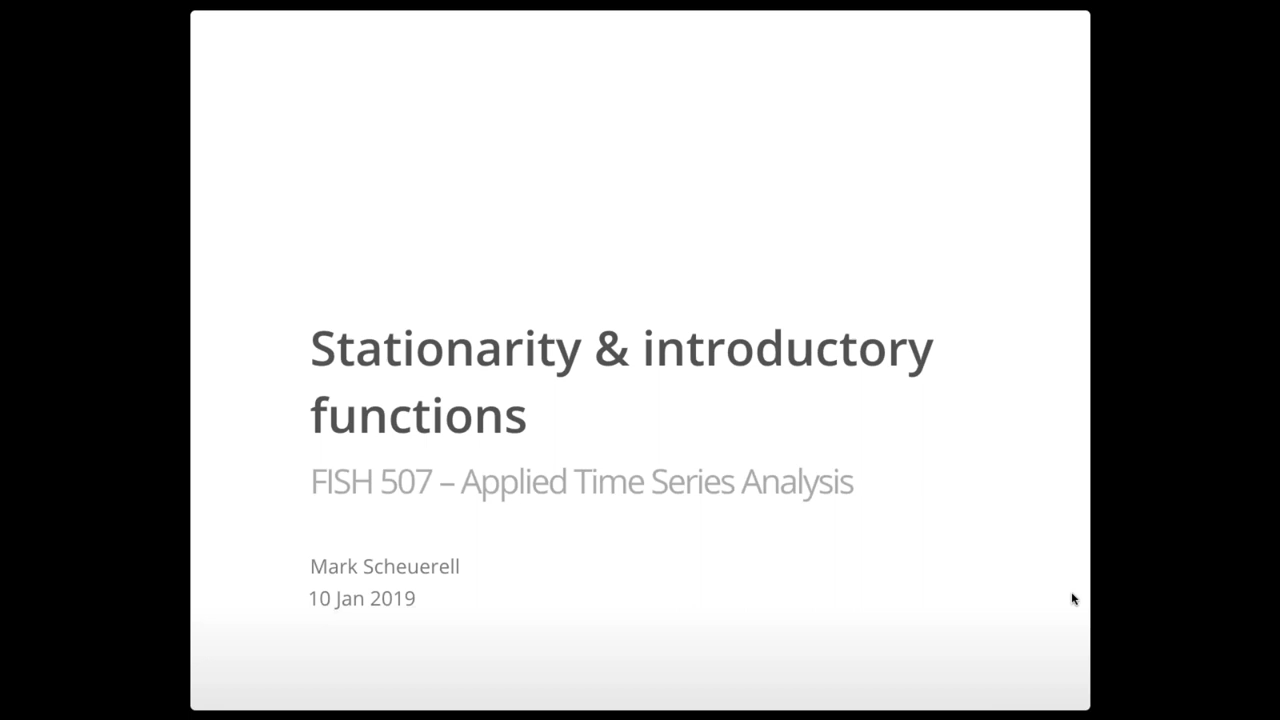 Stationarity & introductory
functions
FISH 507 – Applied Time Series Analysis
Mark Scheuerell
10 Jan 2019